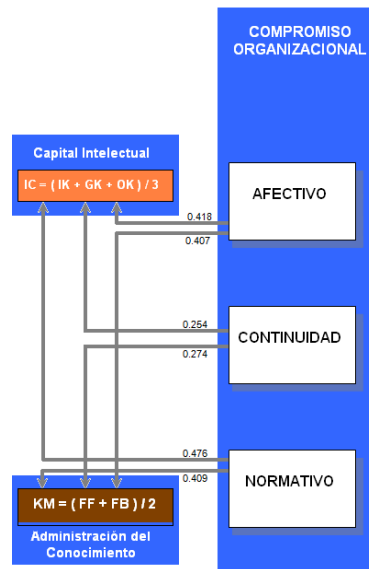 COMPROMISO
ORGANIZACIONAL
Capital Intelectual
IC = ( IK + GK + OK ) / 3
AFECTIVO
0.418
0.407
CONTINUIDAD
0.254
0.274
NORMATIVO
0.476
0.409
KM = ( FF + FB ) / 2
Administración del
Conocimiento